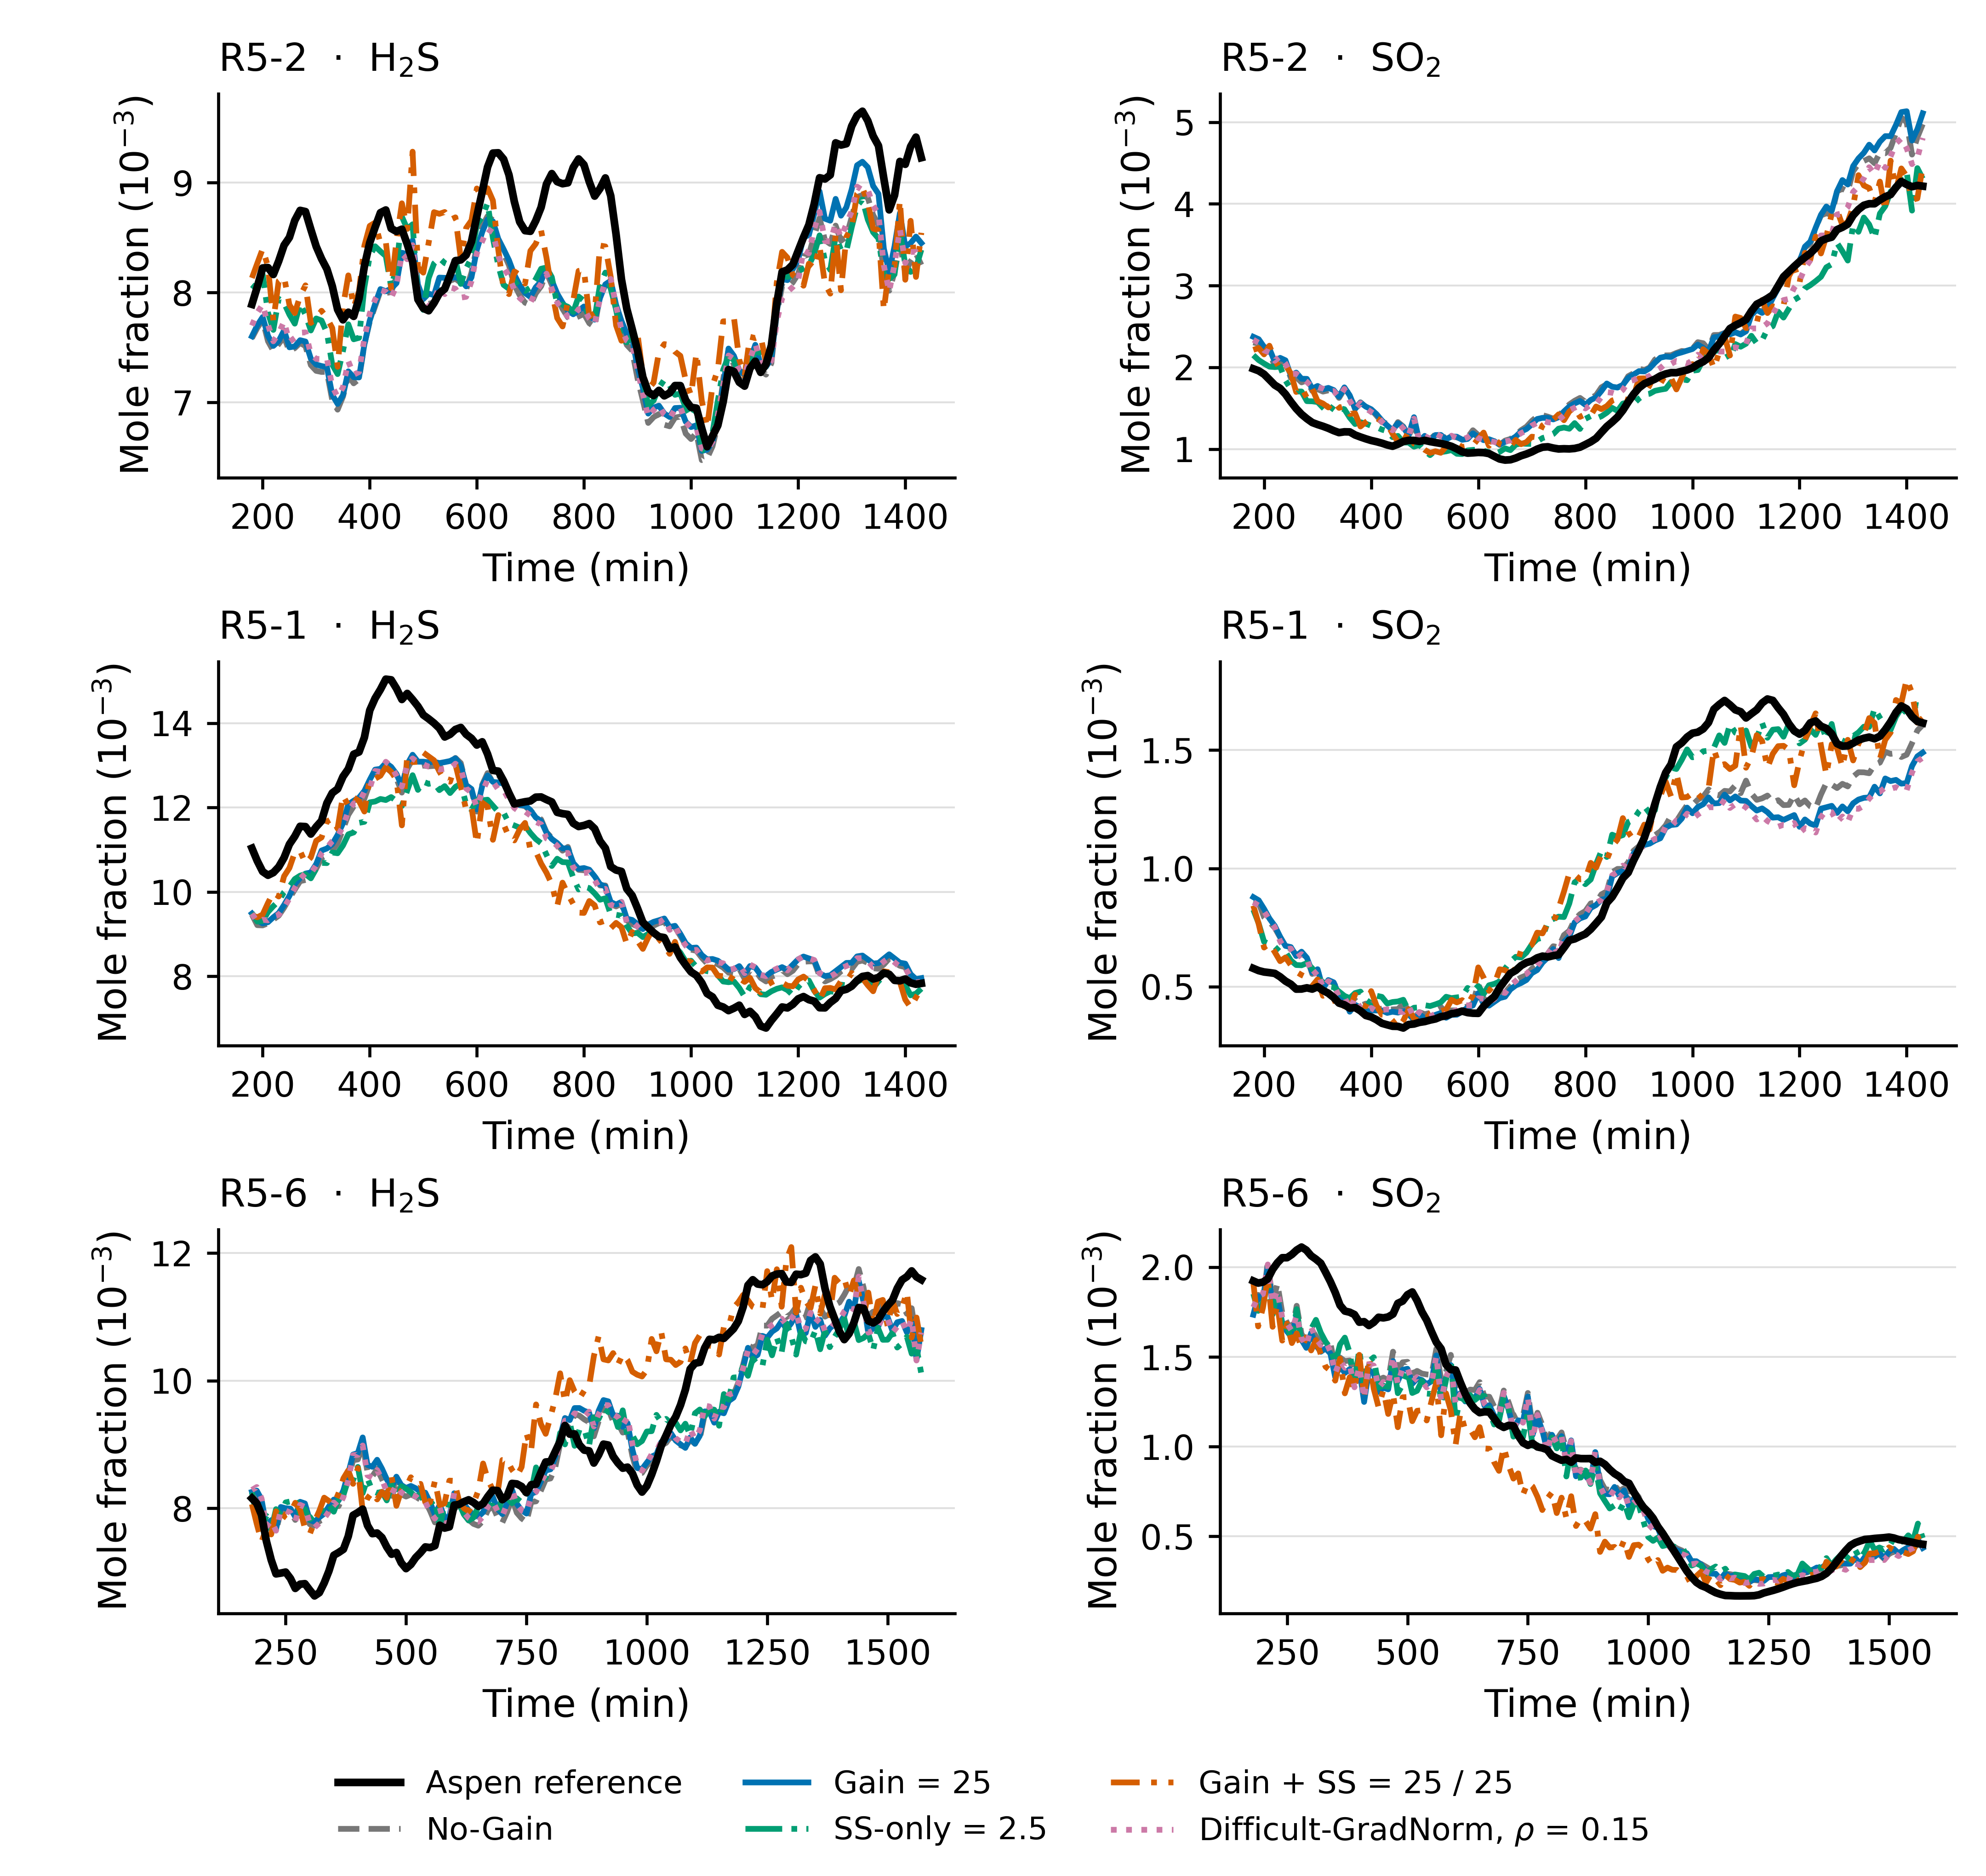 R5-2 · H₂S
Mole fraction (10⁻³)
9
8
7
200 400 600 800 1000 1200 1400
Time (min)
R5-2 · SO₂
Mole fraction (10⁻³)
5
4
3
2
1
200 400 600 800 1000 1200 1400
Time (min)
R5-1 · H₂S
Mole fraction (10⁻³)
14
12
10
8
200 400 600 800 1000 1200 1400
Time (min)
R5-1 · SO₂
Mole fraction (10⁻³)
1.5
1.0
0.5
200 400 600 800 1000 1200 1400
Time (min)
R5-6 · H₂S
Mole fraction (10⁻³)
12
10
8
250 500 750 1000 1250 1500
Time (min)
R5-6 · SO₂
Mole fraction (10⁻³)
2.0
1.5
1.0
0.5
250 500 750 1000 1250 1500
Time (min)
Aspen reference
No-Gain
Gain = 25
SS-only = 2.5
Gain + SS = 25 / 25
Difficult-GradNorm, ρ = 0.15